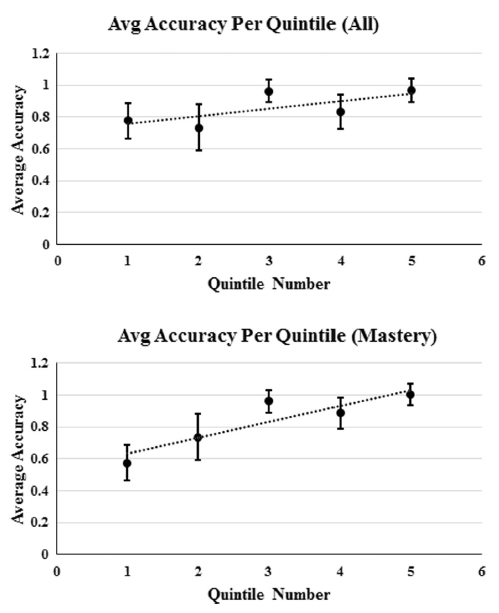 Avg Accuracy Per Quintile (All)
1.2
1
0.8
0.6
0.4
0.2
0
Average Accuracy
0 1 2 3 4 5 6
Quintile Number
Avg Accuracy Per Quintile (Mastery)
1.2
1
0.8
0.6
0.4
0.2
0
Average Accuracy
0 1 2 3 4 5 6
Quintile Number